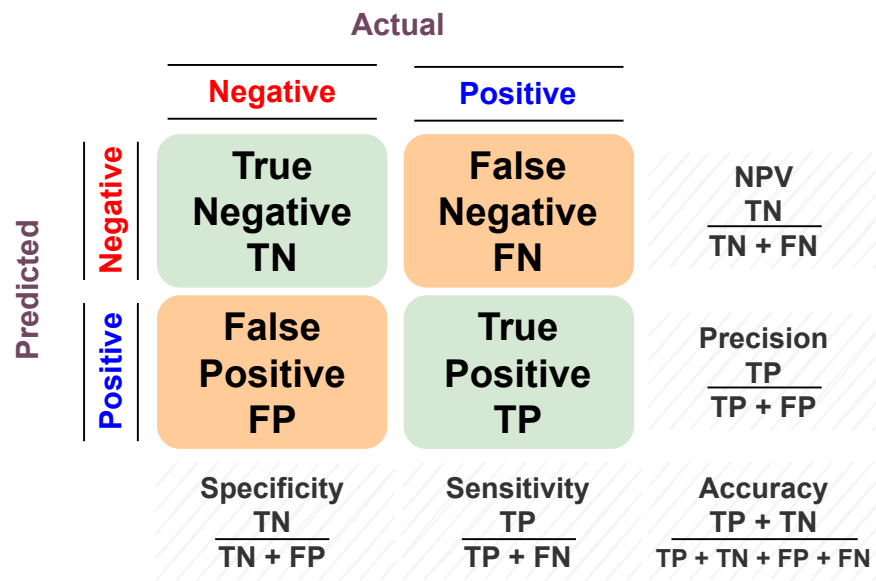 Actual
Negative
Positive
Predicted
Negative
True
Negative
TN
False
Negative
FN
NPV
TN
TN + FN
Positive
False
Positive
FP
True
Positive
TP
Precision
TP
TP + FP
Specificity
TN
TN + FP
Sensitivity
TP
TP + FN
Accuracy
TP + TN
TP + TN + FP + FN